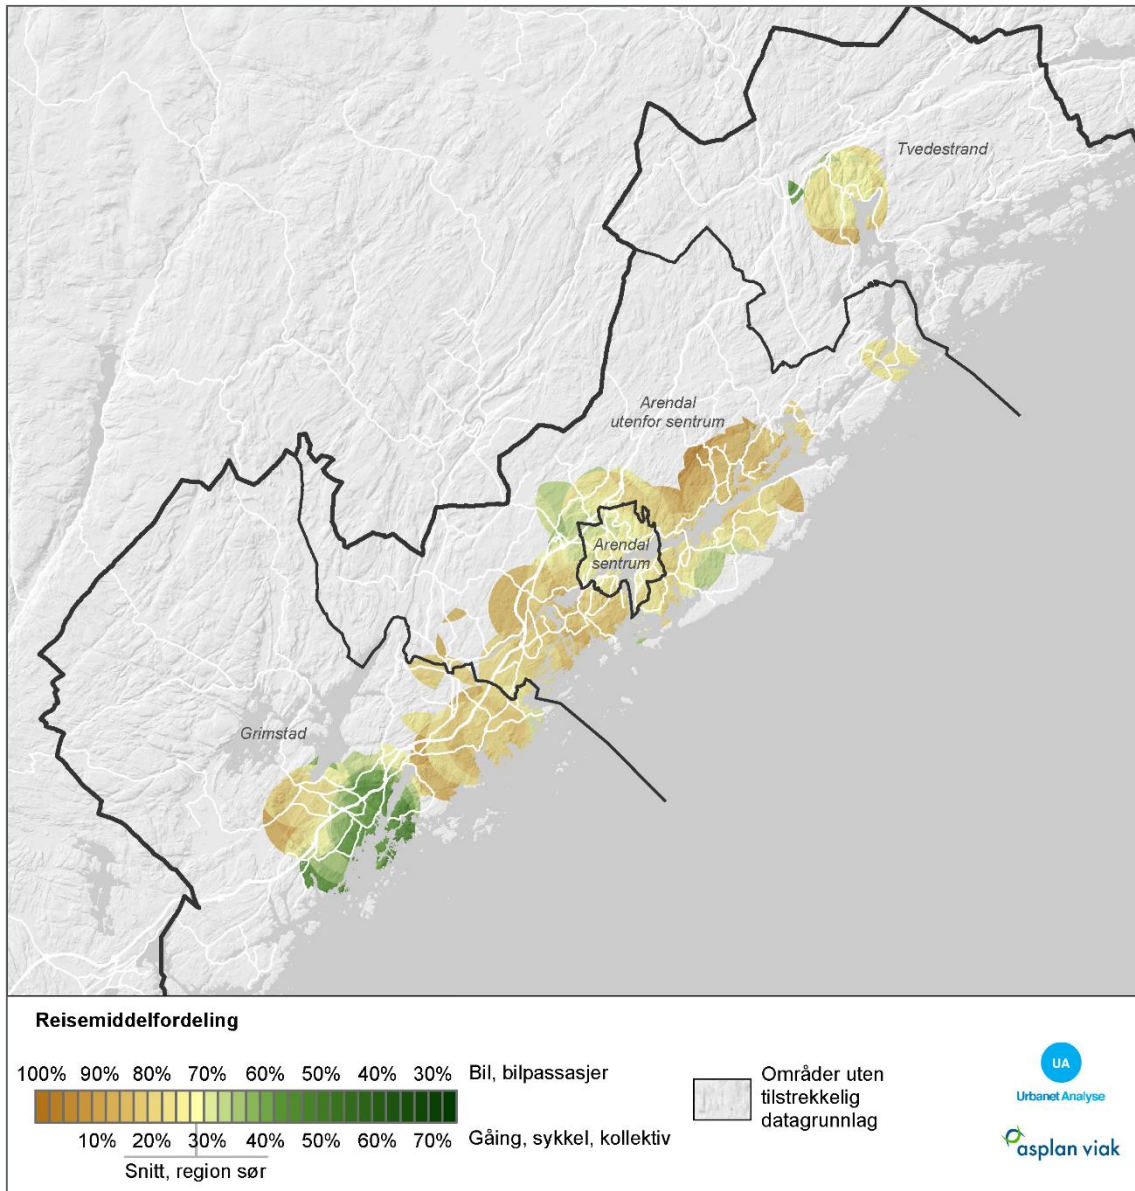 Tvedestrand
Arendal
utenfor sentrum
Arendal
sentrum
Grimstad
Reisemiddelfordeling
100% 90% 80% 70% 60% 50% 40% 30% Bil, bilpassasjer
10% 20% 30% 40% 50% 60% 70% Gåing, sykkel, kollektiv
Snitt, region sør
Områder uten
tilstrekkelig
datagrunnlag
UA
Urbanet Analyse
asplan viak